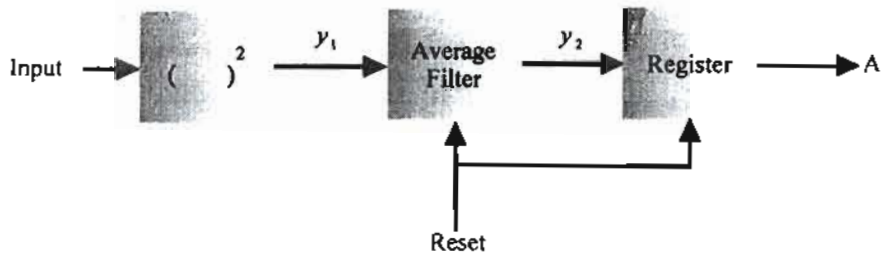 Input
( )²
y₁
Average
Filter
y₂
Register
A
Reset